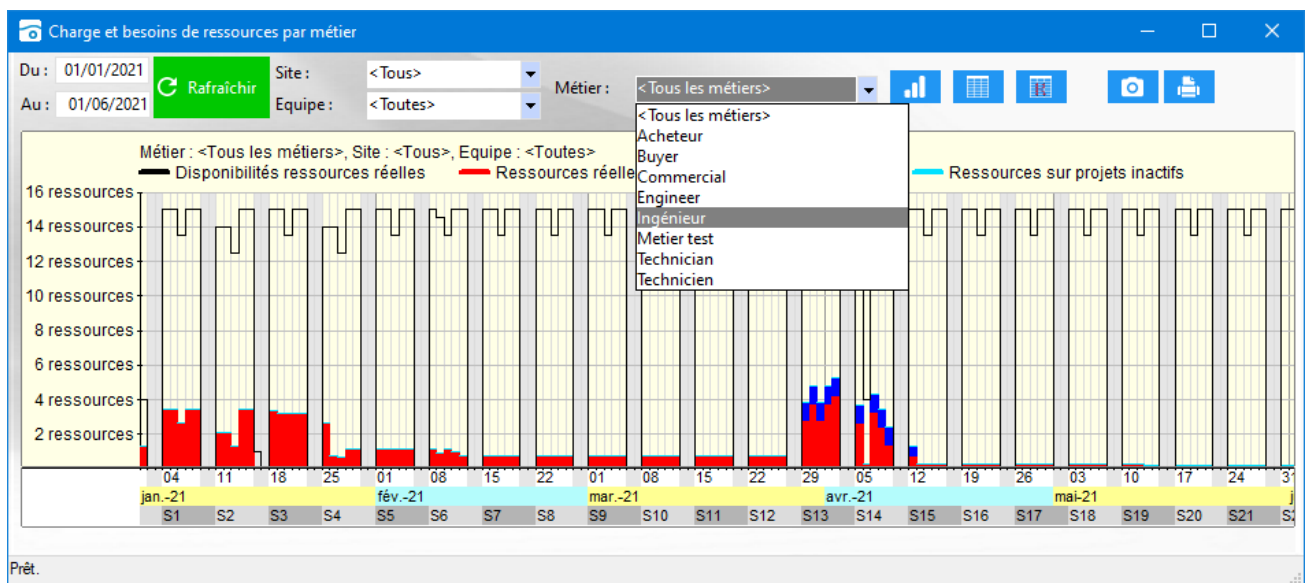 Charge et besoins de ressources par métier
Du : 01/01/2021
Au : 01/06/2021
Rafraîchir
Site : <Tous>
Equipe : <Toutes>
Métier : <Tous les métiers>
<Tous les métiers>
Acheteur
Buyer
Commercial
Engineer
Ingénieur
Metier test
Technician
Technicien
Métier : <Tous les métiers>, Site : <Tous>, Equipe : <Toutes>
Disponibilités ressources réelles Ressources réelle Ressources sur projets inactifs
16 ressources
14 ressources
12 ressources
10 ressources
8 ressources
6 ressources
4 ressources
2 ressources
04 11 18 25 01 08 15 22 01 08 15 22 29 05 12 19 26 03 10 17 24 31
jan.-21 fév.-21 mar.-21 avr.-21 mai-21 j
S1 S2 S3 S4 S5 S6 S7 S8 S9 S10 S11 S12 S13 S14 S15 S16 S17 S18 S19 S20 S21
Prêt.